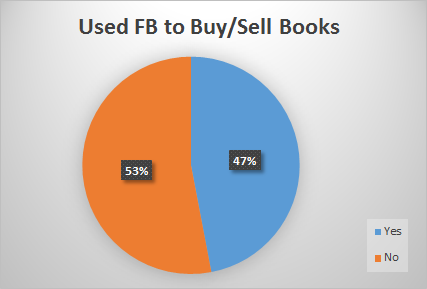 Used FB to Buy/Sell Books
53%
47%
Yes
No